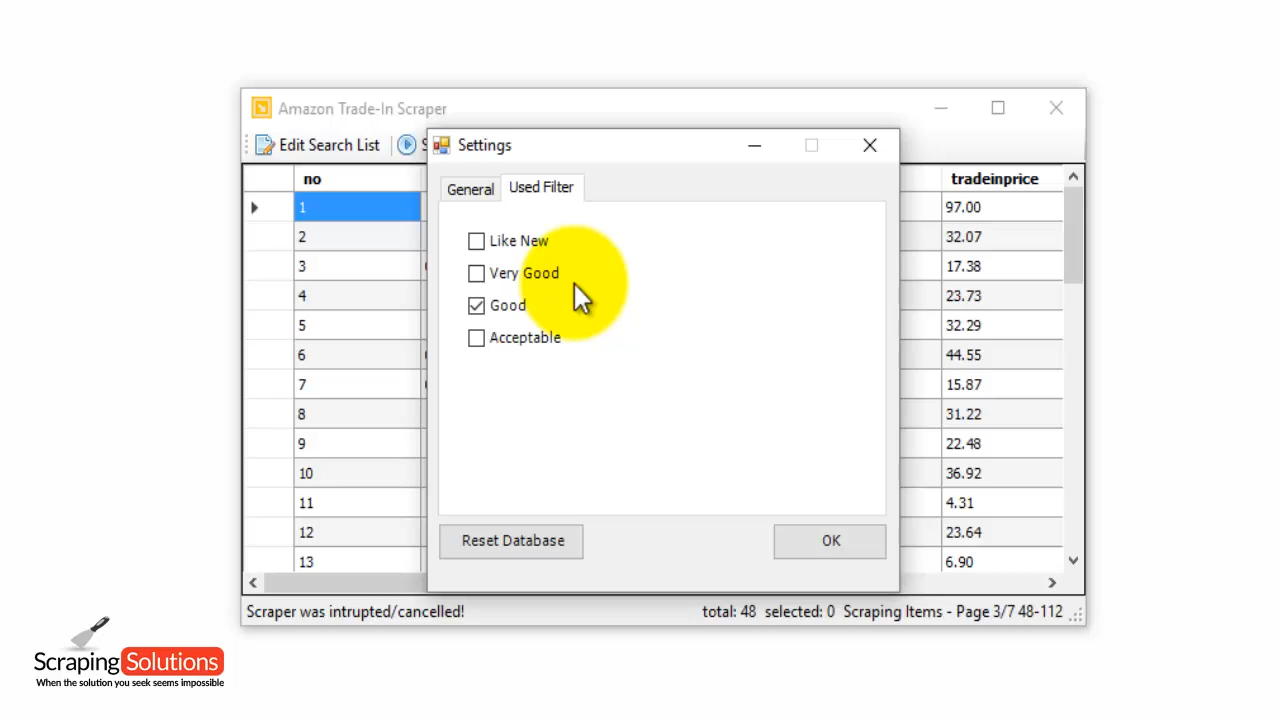 Amazon Trade-In Scraper
Edit Search List
Settings
General
Used Filter
no
tradeinprice
1
97.00
2
32.07
3
17.38
4
23.73
5
32.29
6
44.55
7
15.87
8
31.22
9
22.48
10
36.92
11
4.31
12
23.64
13
6.90
Like New
Very Good
Good
Acceptable
Reset Database
OK
Scraper was intrupted/cancelled!
total: 48 selected: 0 Scraping Items - Page 3/7 48-112
Scraping Solutions
When the solution you seek seems impossible